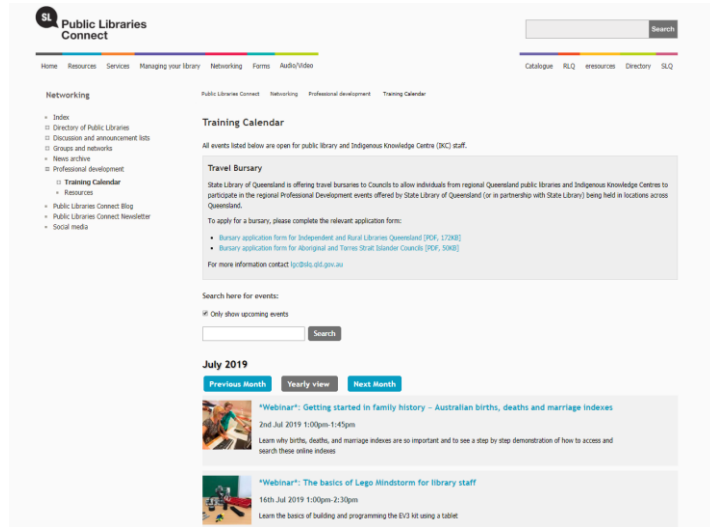 SL
Public Libraries
Connect
Search
Home Resources Services Managing your library Networking Forms Audio/Video
Catalogue RLQ eresources Directory SLQ
Networking
Index
Directory of Public Libraries
Discussion and announcement lists
Groups and networks
News archive
Professional development
Training Calendar
Resources
Public Libraries Connect Blog
Public Libraries Connect Newsletter
Social media
Public Libraries Connect Networking Professional development Training Calendar
Training Calendar
All events listed below are open for public library and Indigenous Knowledge Centre (IKC) staff.
Travel Bursary
State Library of Queensland is offering travel bursaries to Councils to allow individuals from regional Queensland public libraries and Indigenous Knowledge Centres to
participate in the regional Professional Development events offered by State Library of Queensland (or in partnership with State Library) being held in locations across
Queensland.
To apply for a bursary, please complete the relevant application form:
Bursary application form for Independent and Rural Libraries Queensland [PDF, 172KB]
Bursary application form for Aboriginal and Torres Strait Islander Councils [PDF, 50KB]
For more information contact lgc@slq.qld.gov.au
Search here for events:
Only show upcoming events
Search
July 2019
Previous Month Yearly view Next Month
*Webinar*: Getting started in family history – Australian births, deaths and marriage indexes
2nd Jul 2019 1:00pm-1:45pm
Learn why births, deaths, and marriage indexes are so important and to see a step by step demonstration of how to access and
search these online indexes
*Webinar*: The basics of Lego Mindstorm for library staff
16th Jul 2019 1:00pm-2:30pm
Learn the basics of building and programming the EV3 kit using a tablet